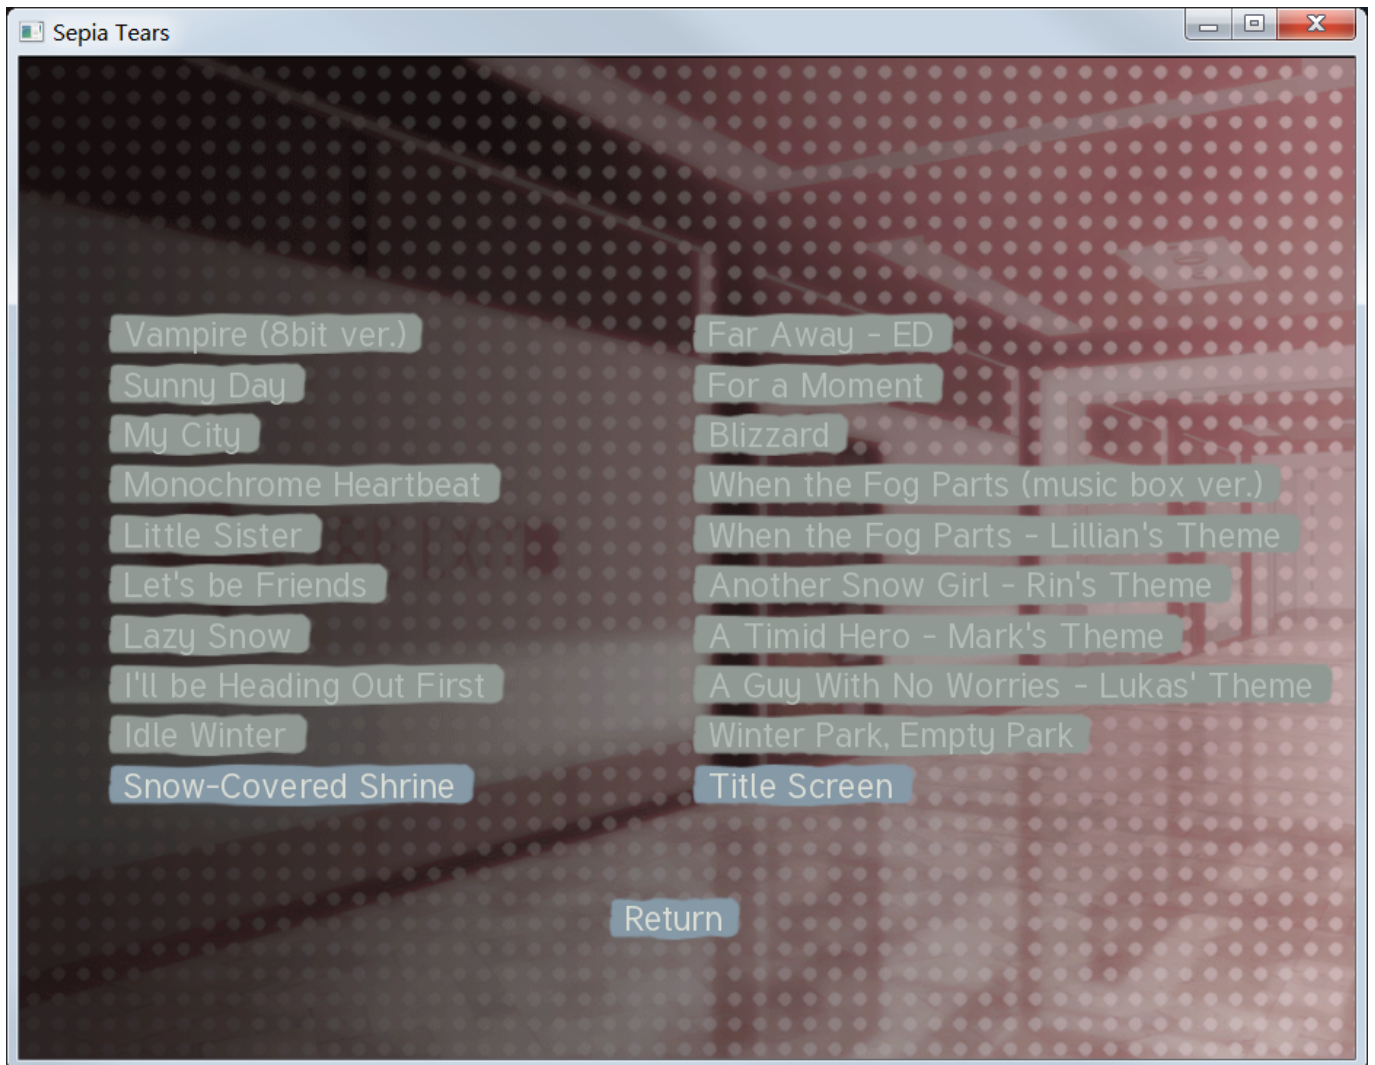 Sepia Tears
Vampire (8bit ver.)
Sunny Day
My City
Monochrome Heartbeat
Little Sister
Let's be Friends
Lazy Snow
I'll be Heading Out First
Idle Winter
Snow-Covered Shrine
Far Away - ED
For a Moment
Blizzard
When the Fog Parts (music box ver.)
When the Fog Parts - Lillian's Theme
Another Snow Girl - Rin's Theme
A Timid Hero - Mark's Theme
A Guy With No Worries - Lukas' Theme
Winter Park, Empty Park
Title Screen
Return